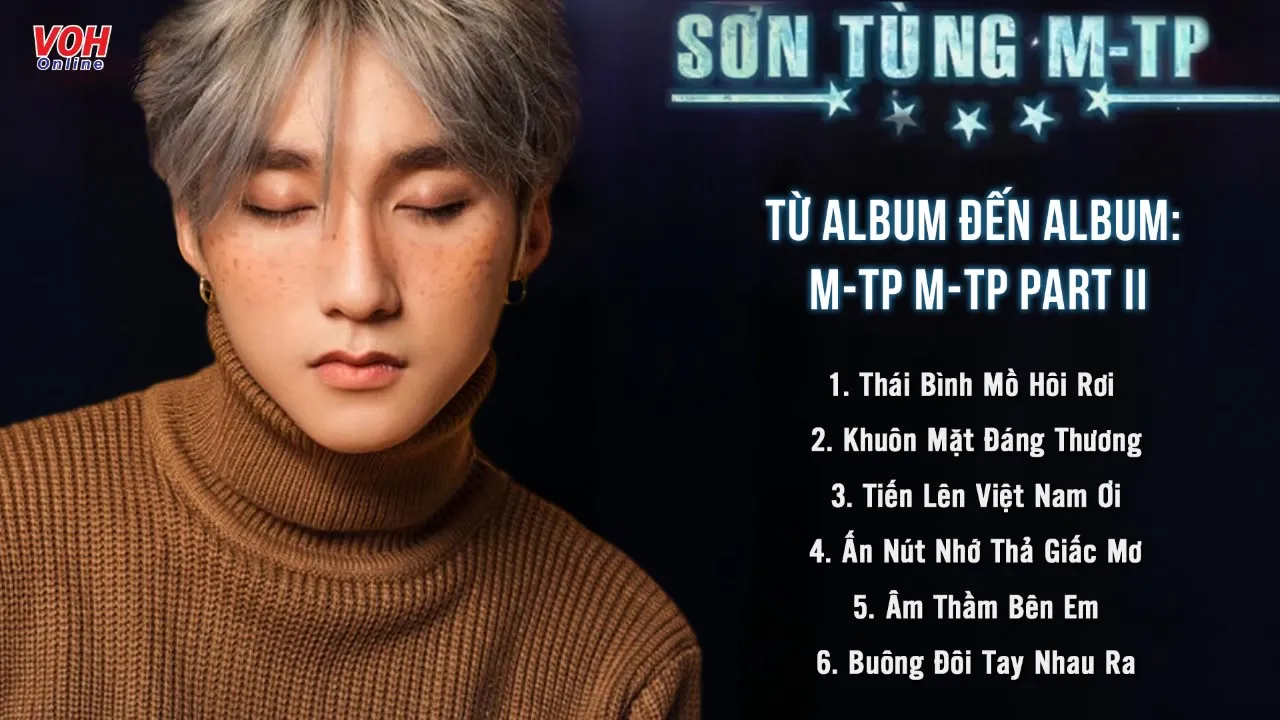 VOH
Online
SƠN TÙNG M-TP
TỪ ALBUM ĐẾN ALBUM:
M-TP M-TP PART II
1. Thái Bình Mồ Hôi Rơi
2. Khuôn Mặt Đáng Thương
3. Tiến Lên Việt Nam Ơi
4. Ấn Nút Nhớ Thả Giấc Mơ
5. Âm Thầm Bên Em
6. Buông Đôi Tay Nhau Ra